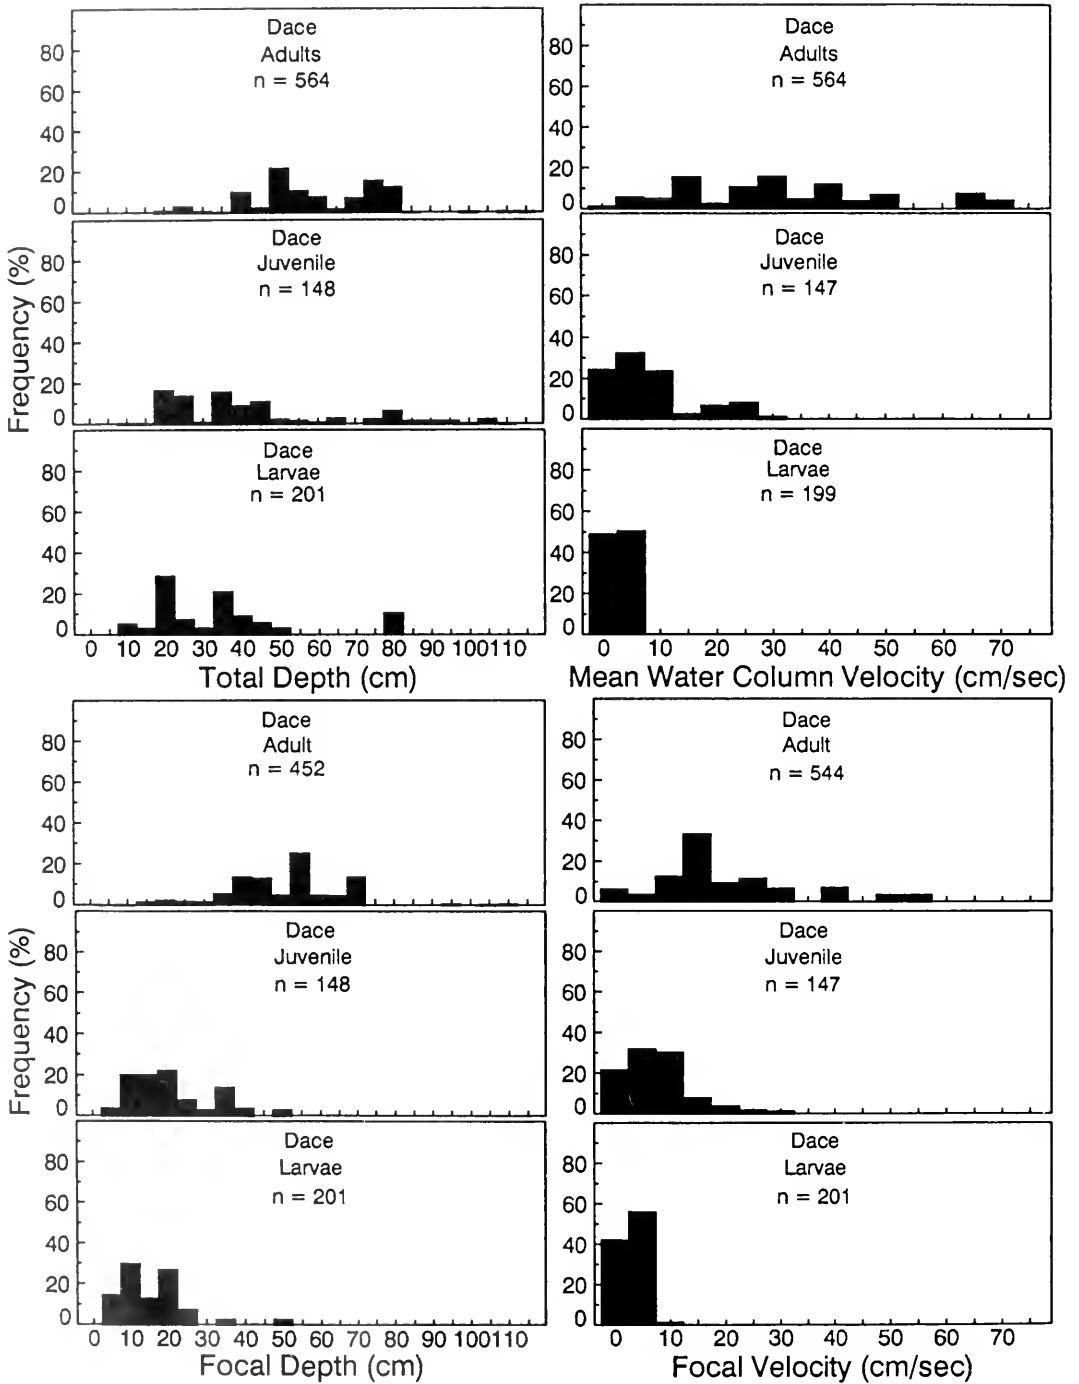 Dace
Adults
n = 564
80
60
40
20
0
Dace
Adults
n = 564
80
60
40
20
0
Frequency (%)
Dace
Juvenile
n = 148
80
60
40
20
0
Dace
Juvenile
n = 147
80
60
40
20
0
Dace
Larvae
n = 201
80
60
40
20
0
0 10 20 30 40 50 60 70 80 90 100 110
Total Depth (cm)
Dace
Larvae
n = 199
80
60
40
20
0
0 10 20 30 40 50 60 70
Mean Water Column Velocity (cm/sec)
Dace
Adult
n = 452
80
60
40
20
0
Dace
Adult
n = 544
80
60
40
20
0
Frequency (%)
Dace
Juvenile
n = 148
80
60
40
20
0
Dace
Juvenile
n = 147
80
60
40
20
0
Dace
Larvae
n = 201
80
60
40
20
0
0 10 20 30 40 50 60 70 80 90 100 110
Focal Depth (cm)
Dace
Larvae
n = 201
80
60
40
20
0
0 10 20 30 40 50 60 70
Focal Velocity (cm/sec)